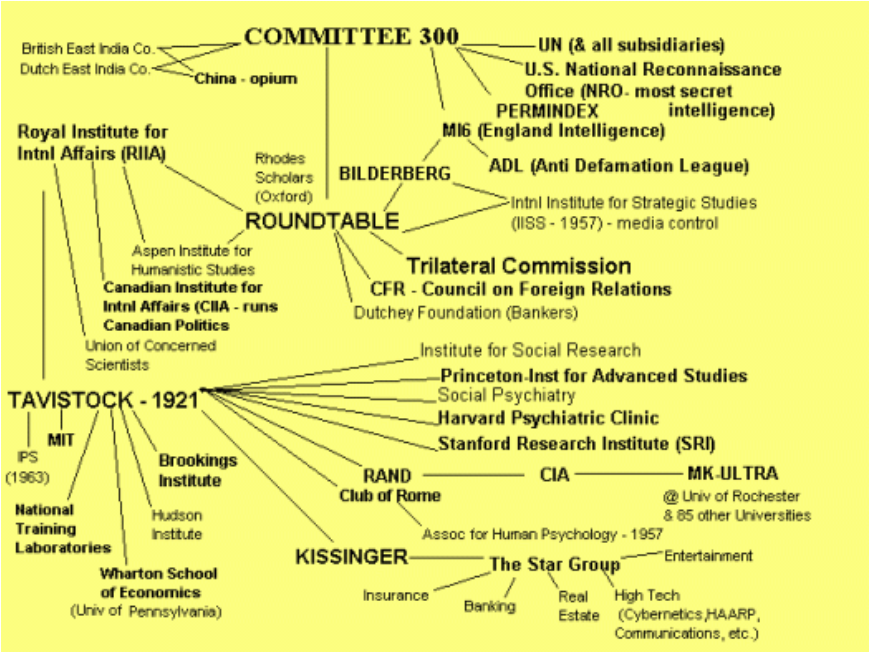 COMMITTEE 300
British East India Co.
Dutch East India Co.
China - opium
UN (& all subsidiaries)
U.S. National Reconnaissance
Office (NRO- most secret
intelligence)
PERMINDEX
MI6 (England Intelligence)
ADL (Anti Defamation League)
Royal Institute for
Intnl Affairs (RIIA)
Rhodes
Scholars
(Oxford)
BILDERBERG
Intnl Institute for Strategic Studies
(IISS - 1957) - media control
ROUNDTABLE
Aspen Institute for
Humanistic Studies
Canadian Institute for
Intnl Affairs (CIIA - runs
Canadian Politics
Union of Concerned
Scientists
Trilateral Commission
CFR - Council on Foreign Relations
Dutchey Foundation (Bankers)
TAVISTOCK - 1921
Institute for Social Research
Princeton-Inst for Advanced Studies
Social Psychiatry
Harvard Psychiatric Clinic
Stanford Research Institute (SRI)
RAND
CIA
MK-ULTRA
@ Univ of Rochester
& 85 other Universities
Club of Rome
Assoc for Human Psychology - 1957
IPS
(1963)
MIT
Brookings
Institute
National
Training
Laboratories
Hudson
Institute
Wharton School
of Economics
(Univ of Pennsylvania)
KISSINGER
The Star Group
Entertainment
Insurance
Banking
Real
Estate
High Tech
(Cybernetics,HAARP,
Communications, etc.)